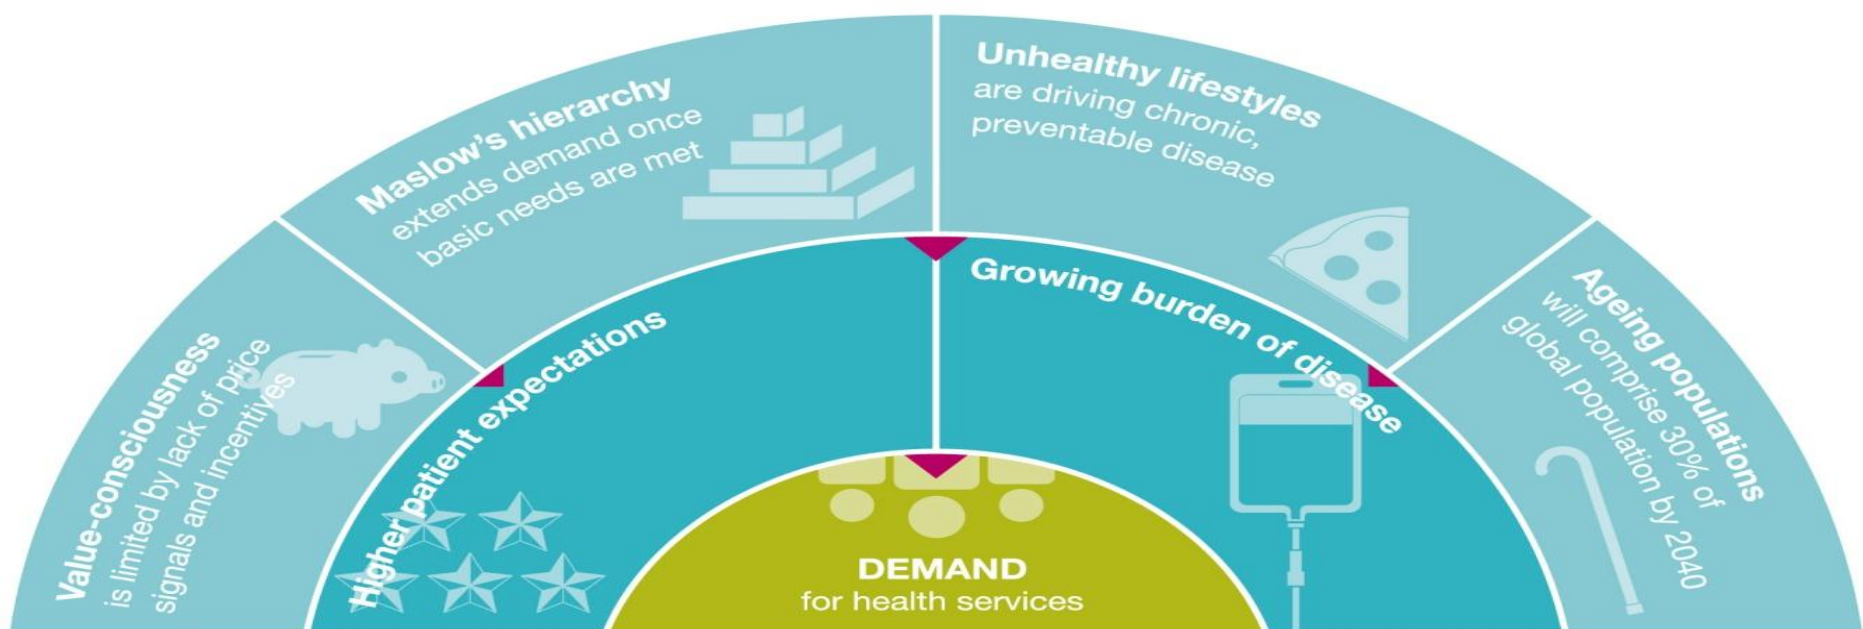 Value-consciousness
is limited by lack of price
signals and incentives
Maslow's hierarchy
extends demand once
basic needs are met
Unhealthy lifestyles
are driving chronic,
preventable disease
Ageing populations
will comprise 30% of
global population by 2040
Higher patient expectations
Growing burden of disease
DEMAND
for health services